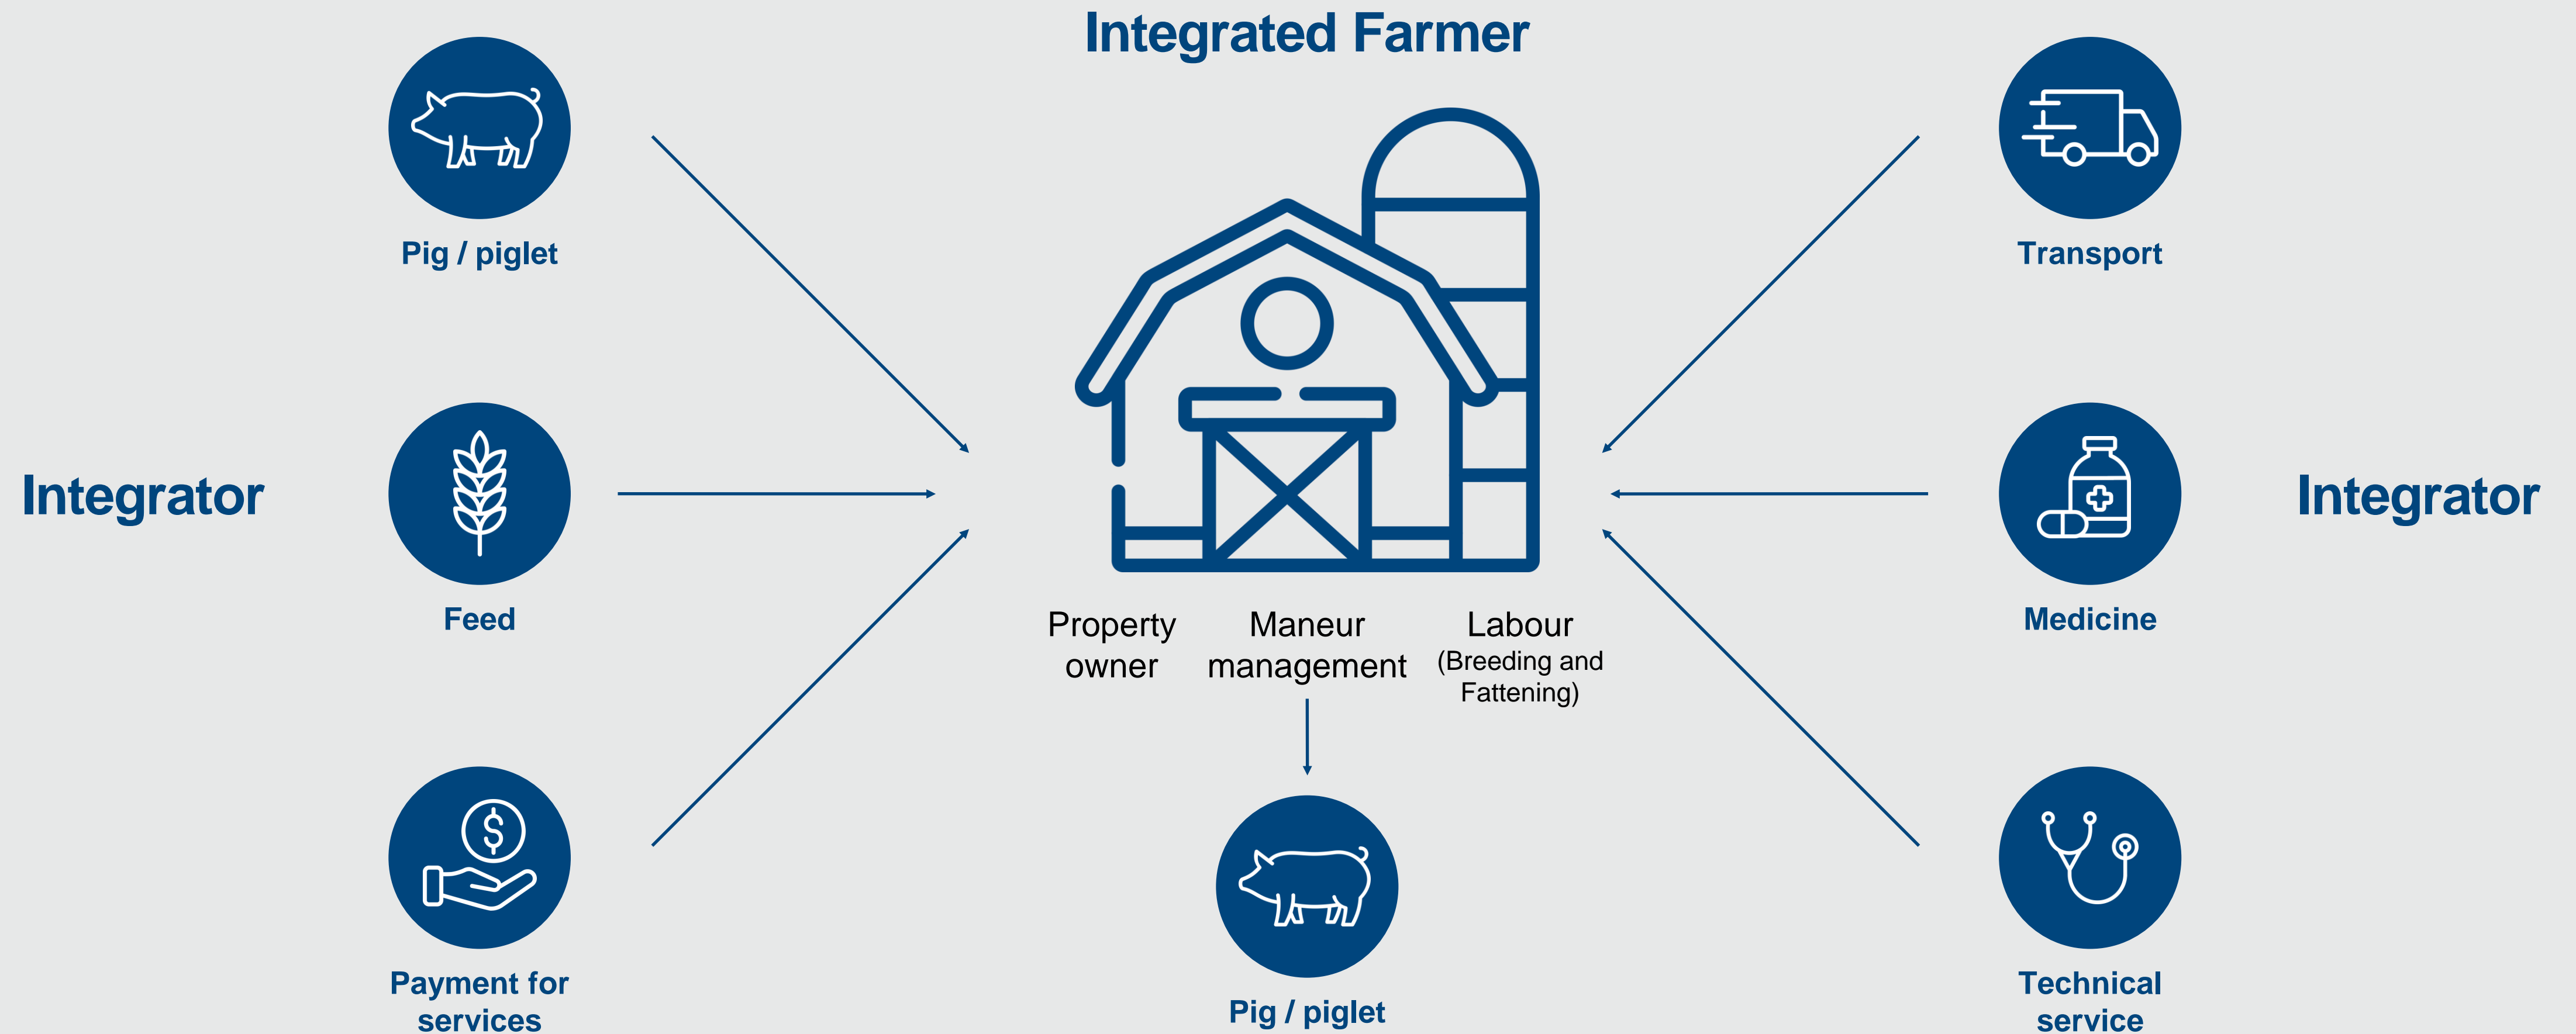 Integrated Farmer
Pig / piglet
Transport
Integrator
Integrator
Feed
Medicine
Property
owner
Maneur
management
Labour
(Breeding and
Fattening)
$
Payment for
services
Pig / piglet
Technical
service